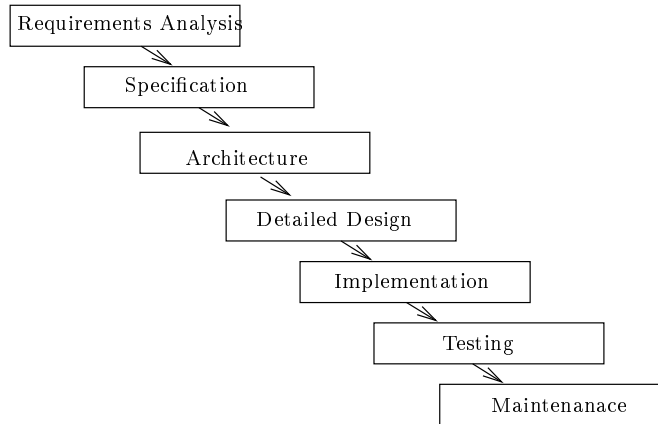 Requirements Analysis
Specification
Architecture
Detailed Design
Implementation
Testing
Maintenanace